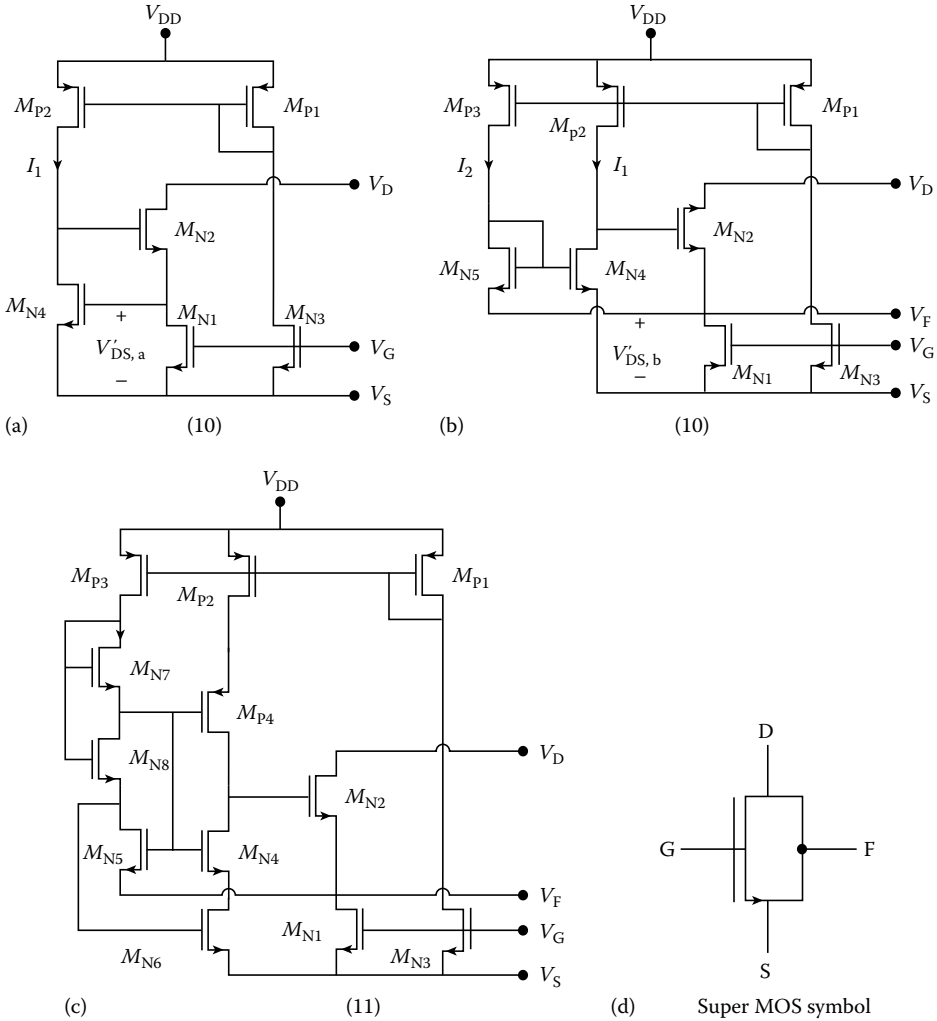 V_DD
M_P2
M_P1
I_1
V_D
M_N2
M_N4
+
V'_DS, a
−
M_N1
M_N3
V_G
V_S
(a)
(10)
V_DD
M_P3
M_p2
M_P1
I_2
I_1
V_D
M_N2
M_N5
M_N4
V_F
+
V'_DS, b
−
V_G
M_N1
M_N3
V_S
(b)
(10)
V_DD
M_P3
M_P2
M_P1
M_N7
M_P4
M_N8
V_D
M_N2
M_N5
M_N4
V_F
M_N1
V_G
M_N6
M_N3
V_S
(c)
(11)
D
G
F
S
(d)
Super MOS symbol